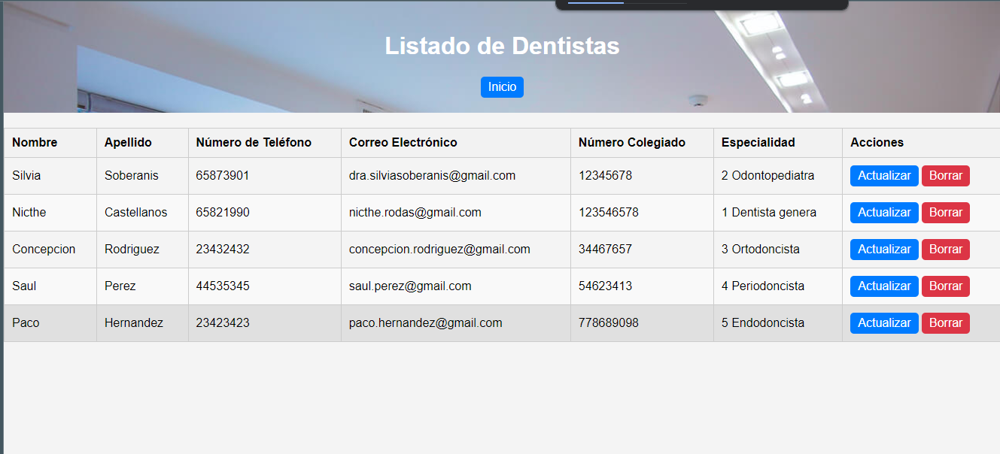 Listado de Dentistas
Inicio
Nombre Apellido Número de Teléfono Correo Electrónico Número Colegiado Especialidad Acciones
Silvia Soberanis 65873901 dra.silviasoberanis@gmail.com 12345678 2 Odontopediatra Actualizar Borrar
Nicthe Castellanos 65821990 nicthe.rodas@gmail.com 123546578 1 Dentista genera Actualizar Borrar
Concepcion Rodriguez 23432432 concepcion.rodriguez@gmail.com 34467657 3 Ortodoncista Actualizar Borrar
Saul Perez 44535345 saul.perez@gmail.com 54623413 4 Periodoncista Actualizar Borrar
Paco Hernandez 23423423 paco.hernandez@gmail.com 778689098 5 Endodoncista Actualizar Borrar